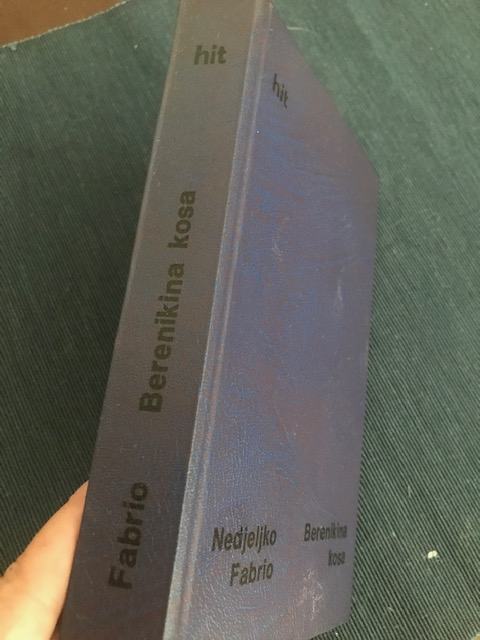 hit
Berenikina kosa
Fabrio
hit
Nedjeljko
Fabrio
Berenikina
kosa